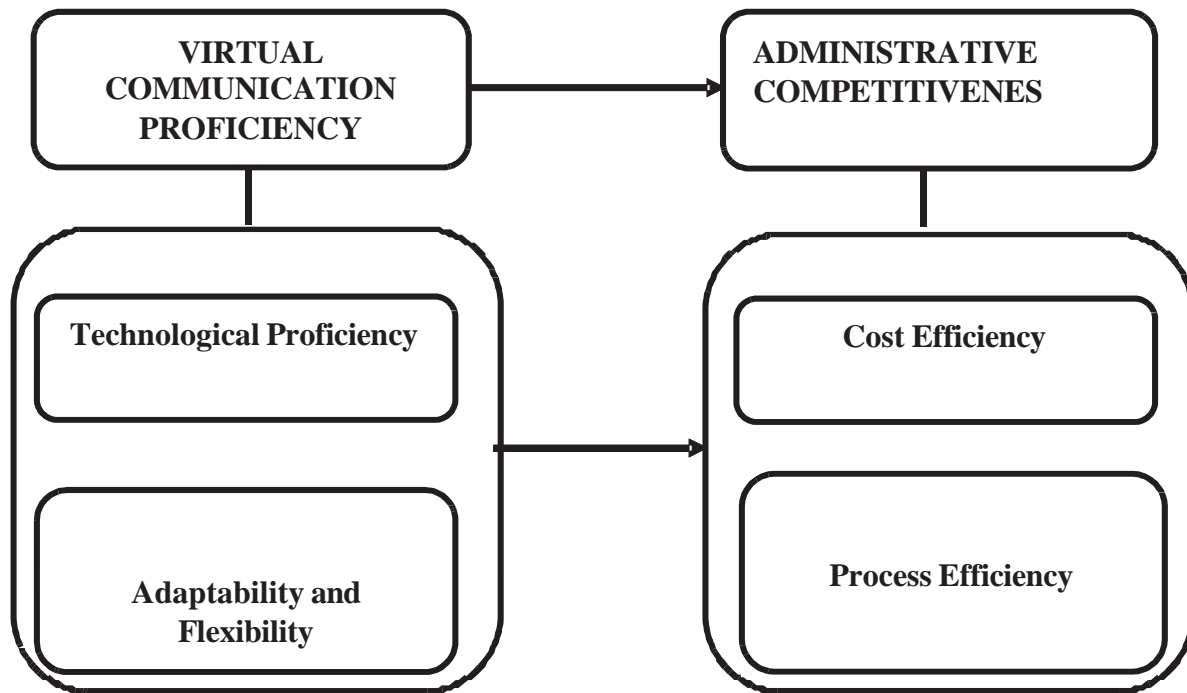 VIRTUAL
COMMUNICATION
PROFICIENCY
ADMINISTRATIVE
COMPETITIVENES
Technological Proficiency
Cost Efficiency
Adaptability and
Flexibility
Process Efficiency